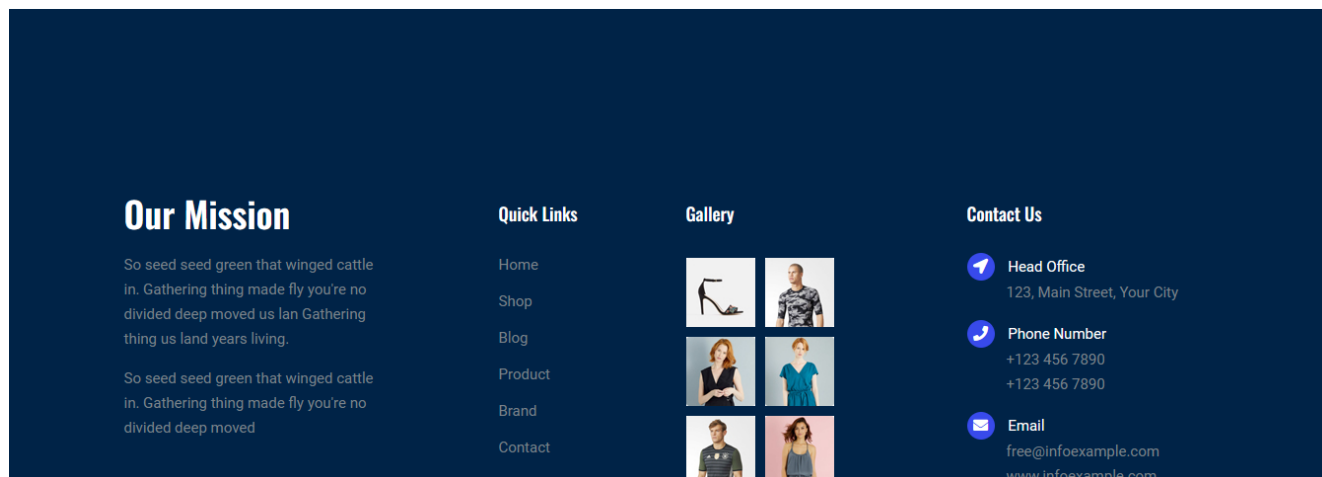 Our Mission
So seed seed green that winged cattle
in. Gathering thing made fly you're no
divided deep moved us lan Gathering
thing us land years living.
So seed seed green that winged cattle
in. Gathering thing made fly you're no
divided deep moved
Quick Links
Home
Shop
Blog
Product
Brand
Contact
Gallery
Contact Us
Head Office
123, Main Street, Your City
Phone Number
+123 456 7890
+123 456 7890
Email
free@infoexample.com
www.infoexample.com